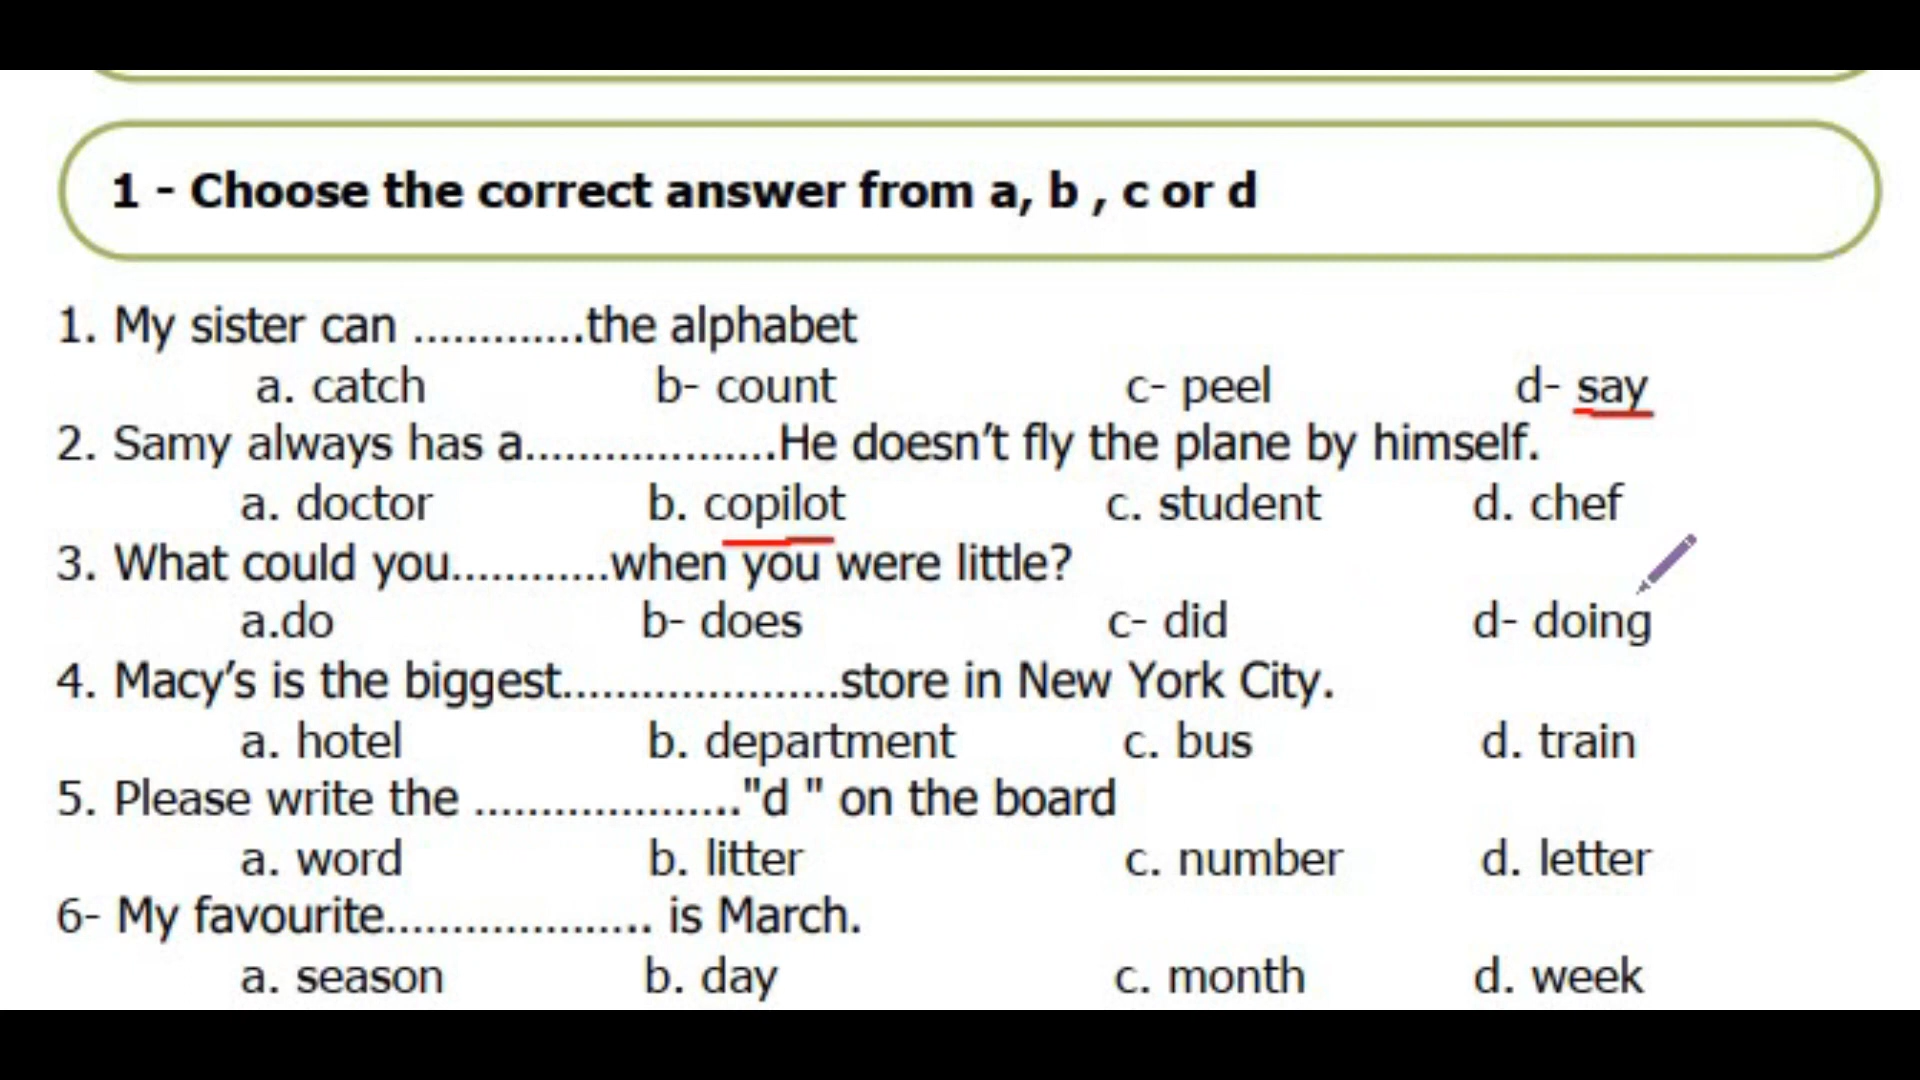 1 - Choose the correct answer from a, b , c or d
1. My sister can .............the alphabet
a. catch b- count c- peel d- say
2. Samy always has a...................He doesn't fly the plane by himself.
a. doctor b. copilot c. student d. chef
3. What could you............when you were little?
a.do b- does c- did d- doing
4. Macy's is the biggest.....................store in New York City.
a. hotel b. department c. bus d. train
5. Please write the ...................."d " on the board
a. word b. litter c. number d. letter
6- My favourite.................... is March.
a. season b. day c. month d. week